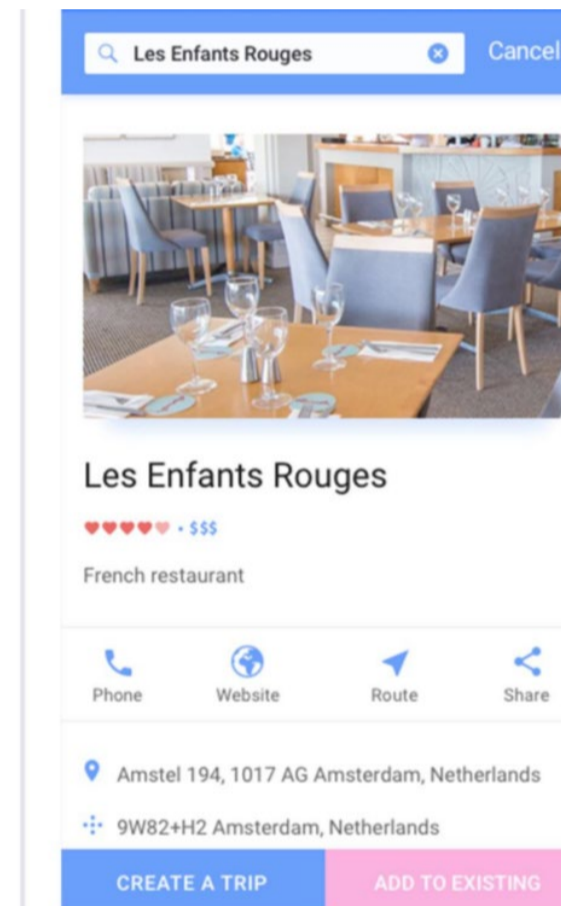 Les Enfants Rouges
Cancel
Les Enfants Rouges
• $$$
French restaurant
Phone Website Route Share
Amstel 194, 1017 AG Amsterdam, Netherlands
9W82+H2 Amsterdam, Netherlands
CREATE A TRIP ADD TO EXISTING